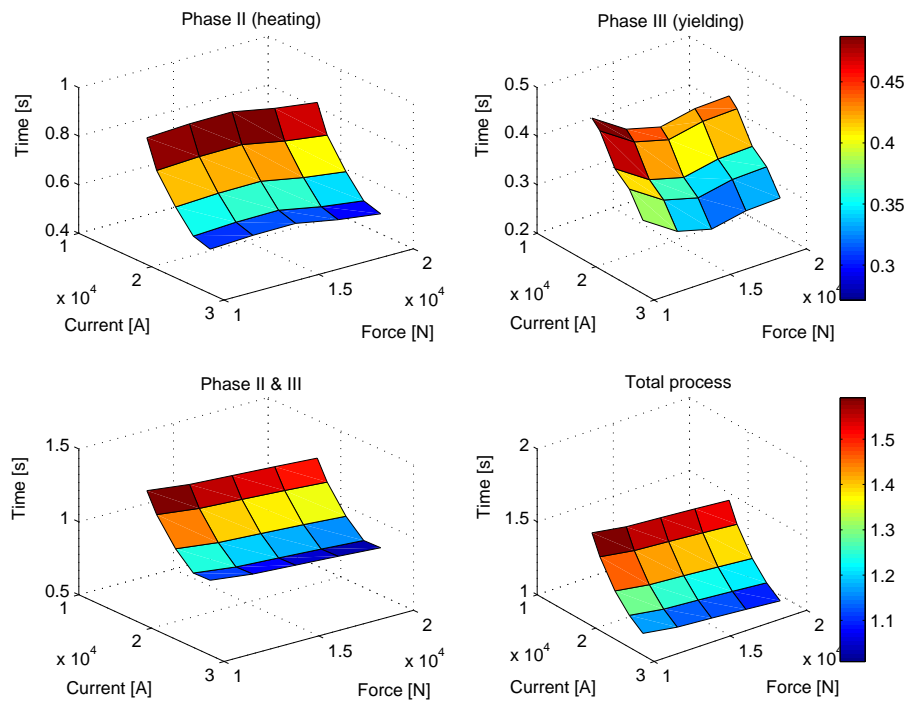 Phase II (heating)
1
0.8
0.6
0.4
Time [s]
1
2
3
x 10^4
Current [A]
1
1.5
2
x 10^4
Force [N]
Phase III (yielding)
0.5
0.4
0.3
0.2
Time [s]
1
2
3
x 10^4
Current [A]
1
1.5
2
x 10^4
Force [N]
0.45
0.4
0.35
0.3
Phase II & III
1.5
1
0.5
Time [s]
1
2
3
x 10^4
Current [A]
1
1.5
2
x 10^4
Force [N]
Total process
2
1.5
1
Time [s]
1
2
3
x 10^4
Current [A]
1
1.5
2
x 10^4
Force [N]
1.5
1.4
1.3
1.2
1.1